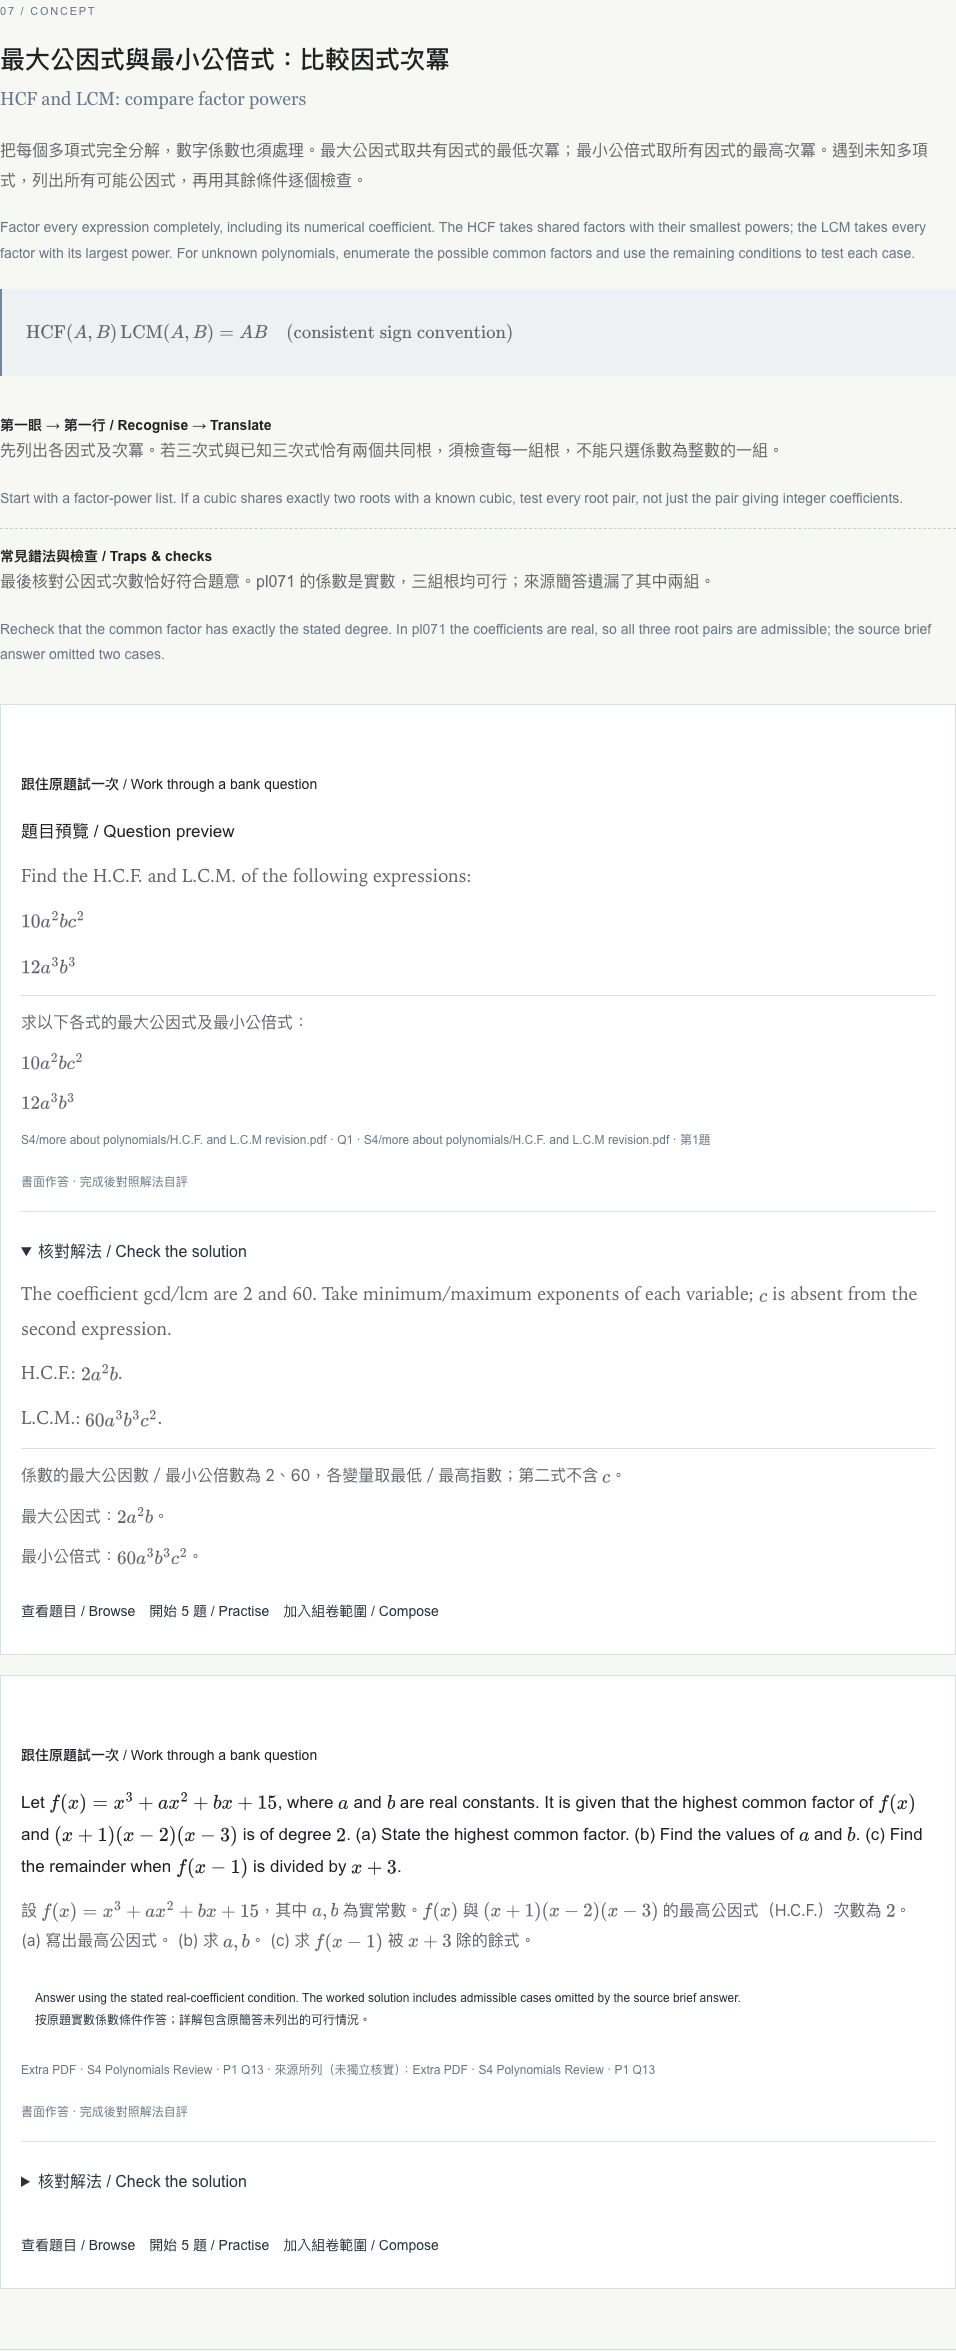 07 / CONCEPT
最大公因式與最小公倍式：比較因式次冪
HCF and LCM: compare factor powers
把每個多項式完全分解，數字係數也須處理。最大公因式取共有因式的最低次冪；最小公倍式取所有因式的最高次冪。遇到未知多項
式，列出所有可能公因式，再用其餘條件逐個檢查。
Factor every expression completely, including its numerical coefficient. The HCF takes shared factors with their smallest powers; the LCM takes every
factor with its largest power. For unknown polynomials, enumerate the possible common factors and use the remaining conditions to test each case.
HCF(A, B) LCM(A, B) = AB (consistent sign convention)
第一眼 → 第一行 / Recognise → Translate
先列出各因式及次冪。若三次式與已知三次式恰有兩個共同根，須檢查每一組根，不能只選係數為整數的一組。
Start with a factor-power list. If a cubic shares exactly two roots with a known cubic, test every root pair, not just the pair giving integer coefficients.
常見錯法與檢查 / Traps & checks
最後核對公因式次數恰好符合題意。pl071 的係數是實數，三組根均可行；來源簡答遺漏了其中兩組。
Recheck that the common factor has exactly the stated degree. In pl071 the coefficients are real, so all three root pairs are admissible; the source brief
answer omitted two cases.
跟住原題試一次 / Work through a bank question
題目預覽 / Question preview
Find the H.C.F. and L.C.M. of the following expressions:
10a²bc²
12a³b³
求以下各式的最大公因式及最小公倍式：
10a²bc²
12a³b³
S4/more about polynomials/H.C.F. and L.C.M revision.pdf · Q1 · S4/more about polynomials/H.C.F. and L.C.M revision.pdf · 第1題
書面作答 · 完成後對照解法自評
▼ 核對解法 / Check the solution
The coefficient gcd/lcm are 2 and 60. Take minimum/maximum exponents of each variable; c is absent from the
second expression.
H.C.F.: 2a²b.
L.C.M.: 60a³b³c².
係數的最大公因數 / 最小公倍數為 2、60，各變量取最低 / 最高指數；第二式不含 c。
最大公因式：2a²b。
最小公倍式：60a³b³c²。
查看題目 / Browse 開始 5 題 / Practise 加入組卷範圍 / Compose
跟住原題試一次 / Work through a bank question
Let f(x) = x³ + ax² + bx + 15, where a and b are real constants. It is given that the highest common factor of f(x)
and (x + 1)(x − 2)(x − 3) is of degree 2. (a) State the highest common factor. (b) Find the values of a and b. (c) Find
the remainder when f(x − 1) is divided by x + 3.
設 f(x) = x³ + ax² + bx + 15，其中 a, b 為實常數。f(x) 與 (x + 1)(x − 2)(x − 3) 的最高公因式（H.C.F.）次數為 2。
(a) 寫出最高公因式。 (b) 求 a, b。 (c) 求 f(x − 1) 被 x + 3 除的餘式。
Answer using the stated real-coefficient condition. The worked solution includes admissible cases omitted by the source brief answer.
按原題實數係數條件作答；詳解包含原簡答未列出的可行情況。
Extra PDF · S4 Polynomials Review · P1 Q13 · 來源所列（未獨立核實）：Extra PDF · S4 Polynomials Review · P1 Q13
書面作答 · 完成後對照解法自評
▶ 核對解法 / Check the solution
查看題目 / Browse 開始 5 題 / Practise 加入組卷範圍 / Compose